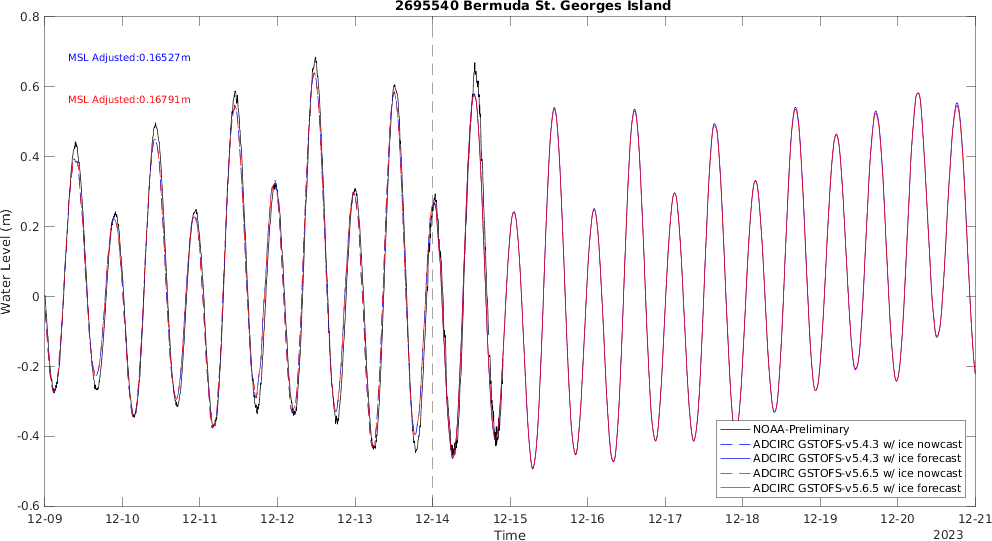 2695540 Bermuda St. Georges Island
MSL Adjusted:0.16527m
MSL Adjusted:0.16791m
Water Level (m)
0.8
0.6
0.4
0.2
0
-0.2
-0.4
-0.6
NOAA-Preliminary
ADCIRC GSTOFS-v5.4.3 w/ ice nowcast
ADCIRC GSTOFS-v5.4.3 w/ ice forecast
ADCIRC GSTOFS-v5.6.5 w/ ice nowcast
ADCIRC GSTOFS-v5.6.5 w/ ice forecast
12-09 12-10 12-11 12-12 12-13 12-14 12-15 12-16 12-17 12-18 12-19 12-20 12-21
Time
2023